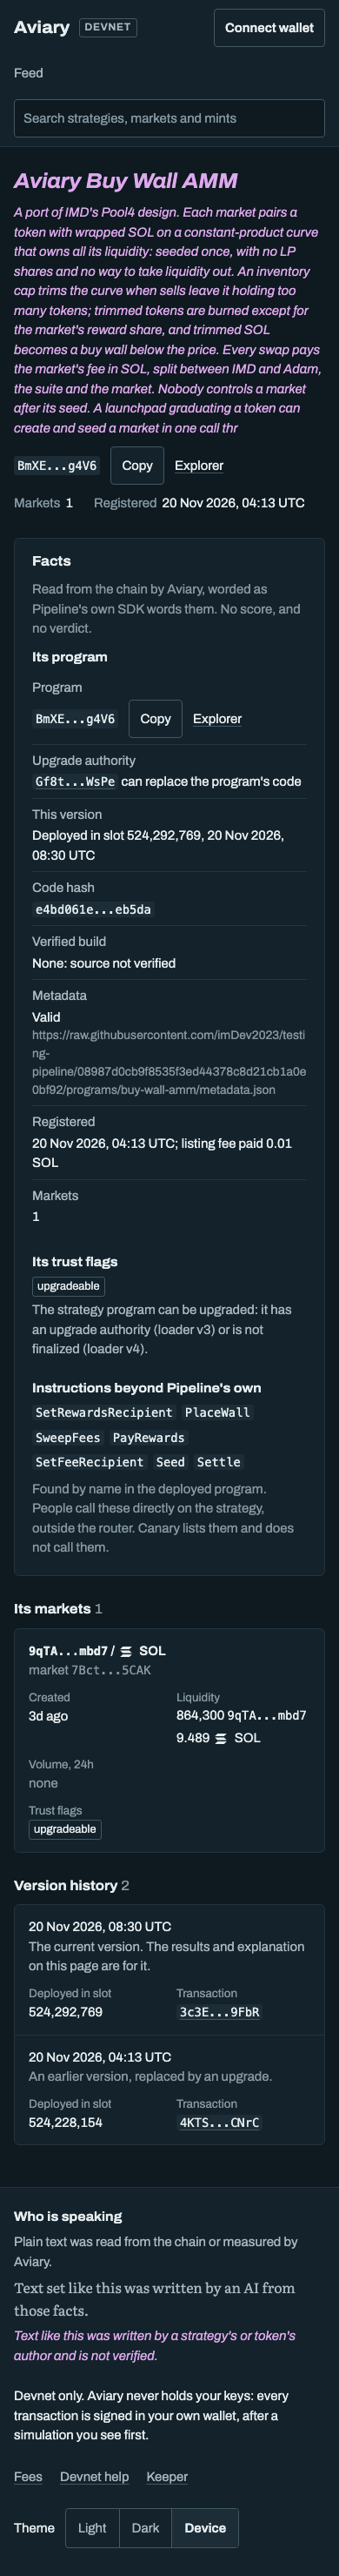 Aviary DEVNET Connect wallet
Feed
Search strategies, markets and mints
Aviary Buy Wall AMM
A port of IMD's Pool4 design. Each market pairs a
token with wrapped SOL on a constant-product curve
that owns all its liquidity: seeded once, with no LP
shares and no way to take liquidity out. An inventory
cap trims the curve when sells leave it holding too
many tokens; trimmed tokens are burned except for
the market's reward share, and trimmed SOL
becomes a buy wall below the price. Every swap pays
the market's fee in SOL, split between IMD and Adam,
the suite and the market. Nobody controls a market
after its seed. A launchpad graduating a token can
create and seed a market in one call thr
BmXE...g4V6 Copy Explorer
Markets 1 Registered 20 Nov 2026, 04:13 UTC
Facts
Read from the chain by Aviary, worded as
Pipeline's own SDK words them. No score, and
no verdict.
Its program
Program
BmXE...g4V6 Copy Explorer
Upgrade authority
Gf8t...WsPe can replace the program's code
This version
Deployed in slot 524,292,769, 20 Nov 2026,
08:30 UTC
Code hash
e4bd061e...eb5da
Verified build
None: source not verified
Metadata
Valid
https://raw.githubusercontent.com/imDev2023/testi
ng-
pipeline/08987d0cb9f8535f3ed44378c8d21cb1a0e
0bf92/programs/buy-wall-amm/metadata.json
Registered
20 Nov 2026, 04:13 UTC; listing fee paid 0.01
SOL
Markets
1
Its trust flags
upgradeable
The strategy program can be upgraded: it has
an upgrade authority (loader v3) or is not
finalized (loader v4).
Instructions beyond Pipeline's own
SetRewardsRecipient PlaceWall
SweepFees PayRewards
SetFeeRecipient Seed Settle
Found by name in the deployed program.
People call these directly on the strategy,
outside the router. Canary lists them and does
not call them.
Its markets 1
9qTA...mbd7 / SOL
market 7Bct...5CAK
Created Liquidity
3d ago 864,300 9qTA...mbd7
9.489 SOL
Volume, 24h
none
Trust flags
upgradeable
Version history 2
20 Nov 2026, 08:30 UTC
The current version. The results and explanation
on this page are for it.
Deployed in slot Transaction
524,292,769 3c3E...9FbR
20 Nov 2026, 04:13 UTC
An earlier version, replaced by an upgrade.
Deployed in slot Transaction
524,228,154 4KTS...CNrC
Who is speaking
Plain text was read from the chain or measured by
Aviary.
Text set like this was written by an AI from
those facts.
Text like this was written by a strategy's or token's
author and is not verified.
Devnet only. Aviary never holds your keys: every
transaction is signed in your own wallet, after a
simulation you see first.
Fees Devnet help Keeper
Theme Light Dark Device